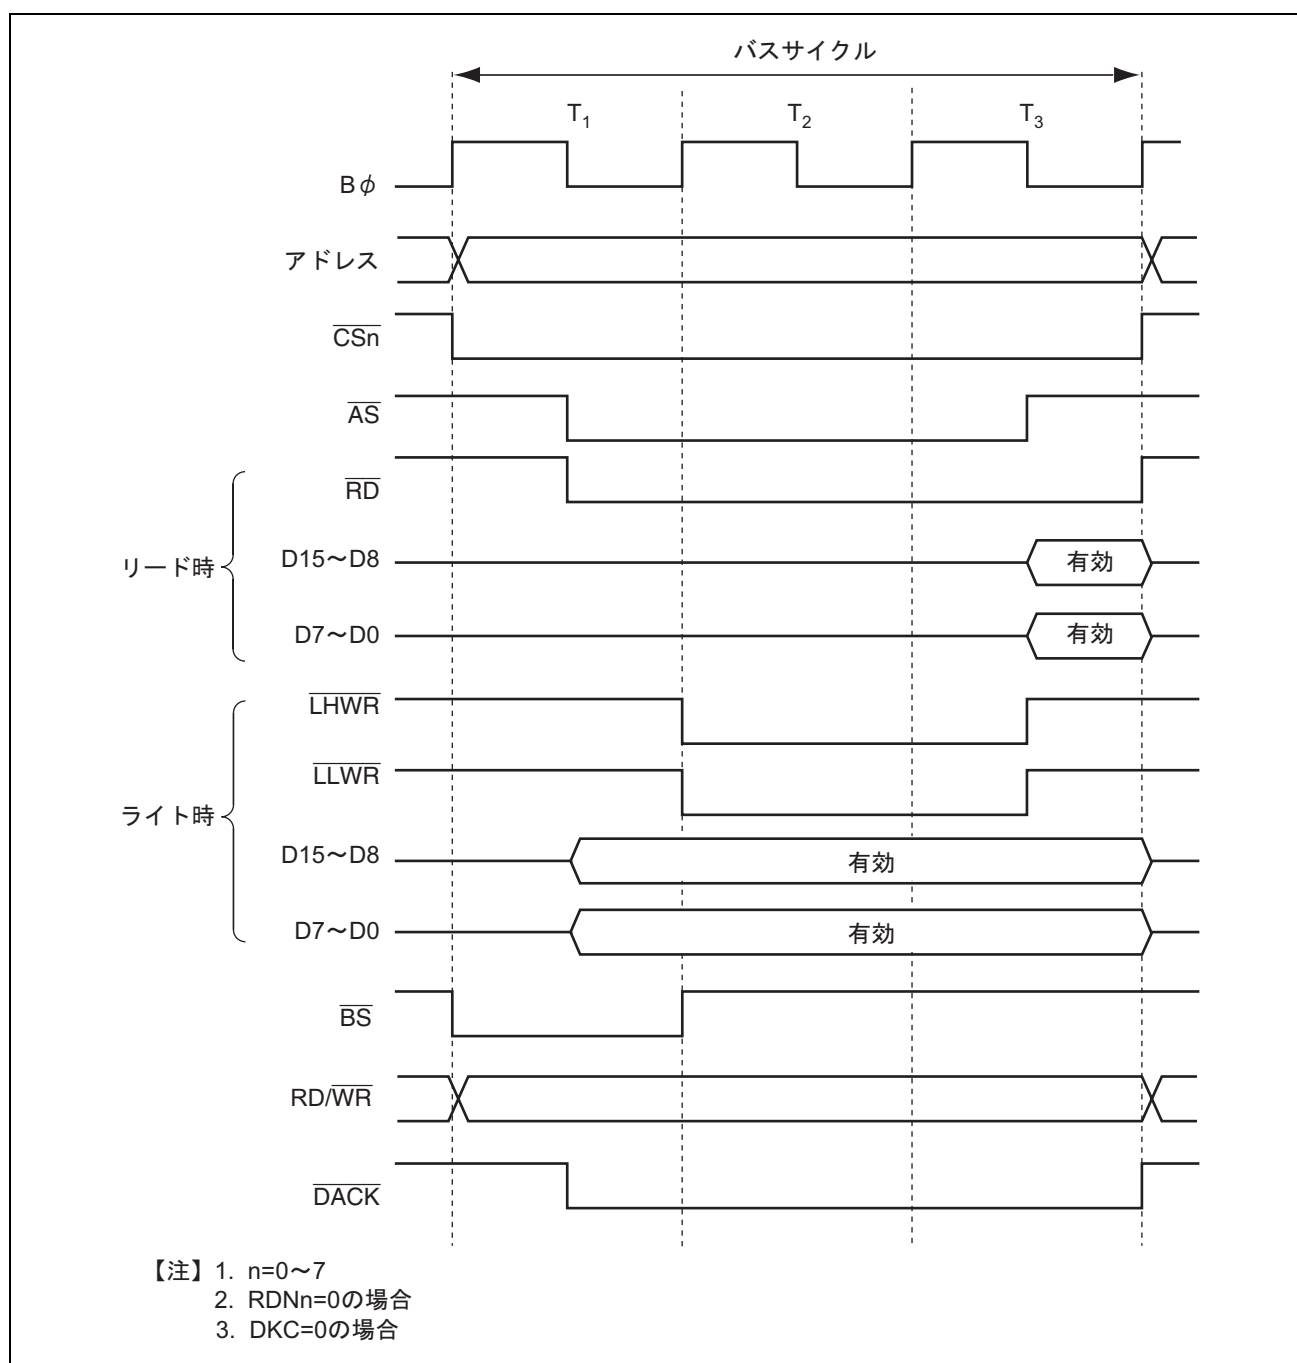 バスサイクル
T1 T2 T3
Bφ
アドレス
CSn
AS
RD
リード時
D15〜D8 有効
D7〜D0 有効
LHWR
LLWR
ライト時
D15〜D8 有効
D7〜D0 有効
BS
RD/WR
DACK
【注】1. n=0〜7
2. RDNn=0の場合
3. DKC=0の場合